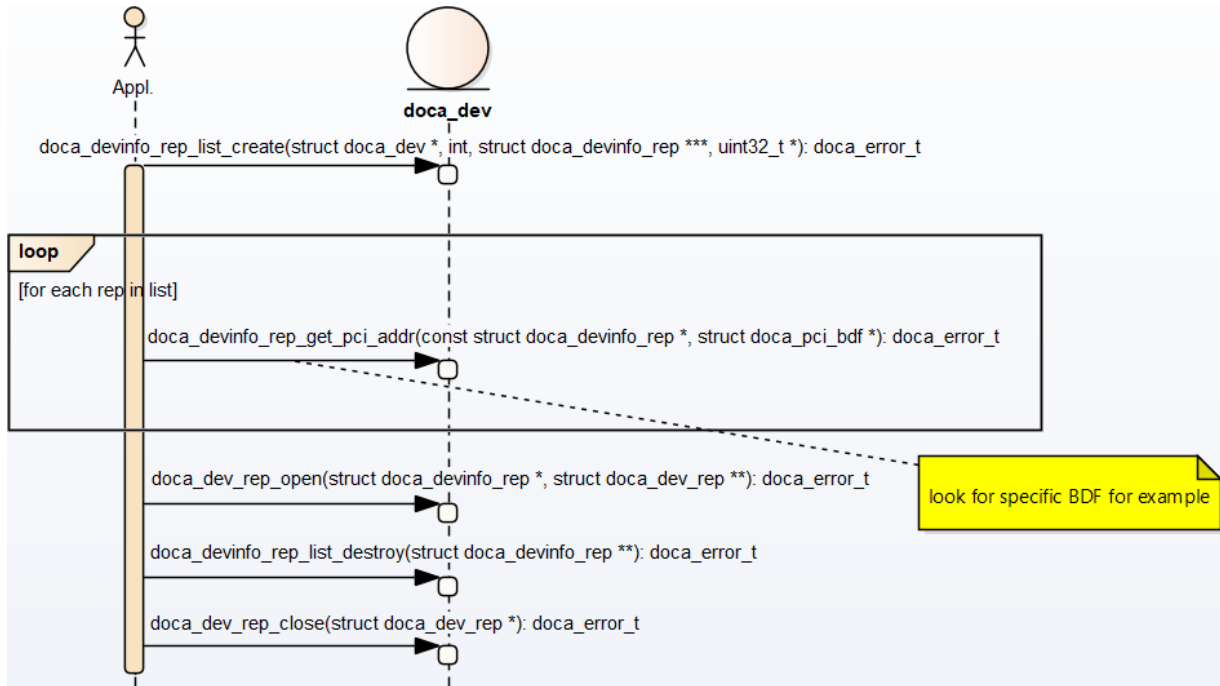 Appl.
doca_dev
doca_devinfo_rep_list_create(struct doca_dev *, int, struct doca_devinfo_rep ***, uint32_t *): doca_error_t
loop
[for each rep in list]
doca_devinfo_rep_get_pci_addr(const struct doca_devinfo_rep *, struct doca_pci_bdf *): doca_error_t
doca_dev_rep_open(struct doca_devinfo_rep *, struct doca_dev_rep **): doca_error_t
look for specific BDF for example
doca_devinfo_rep_list_destroy(struct doca_devinfo_rep **): doca_error_t
doca_dev_rep_close(struct doca_dev_rep *): doca_error_t